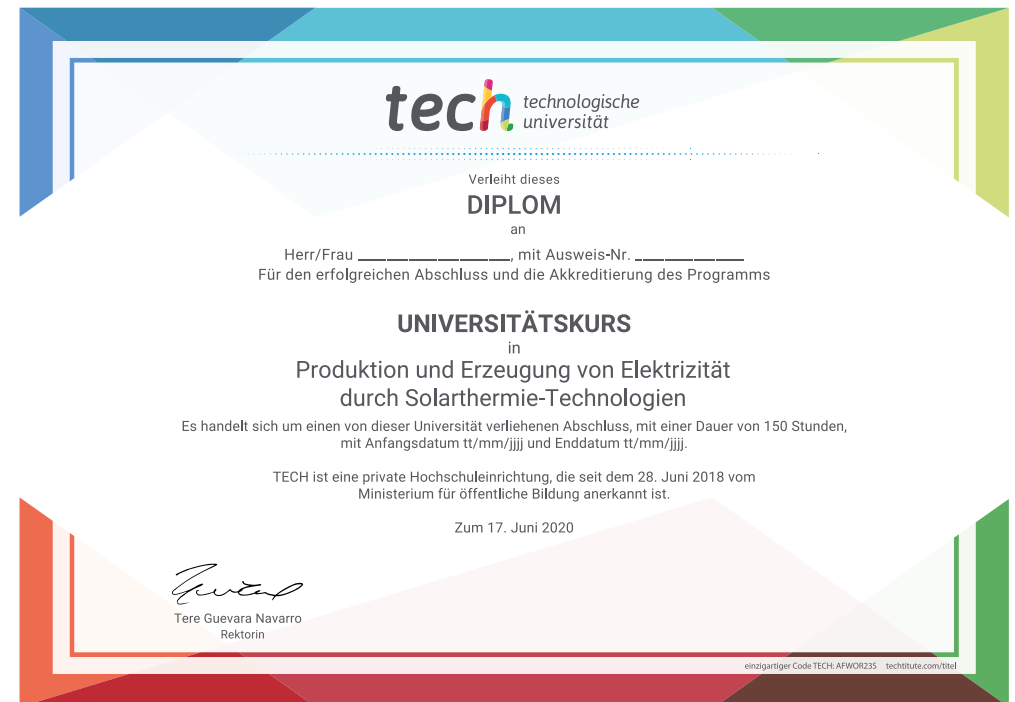 tech technologische
universität
Verleiht dieses
DIPLOM
an
Herr/Frau ____________________, mit Ausweis-Nr. ______________
Für den erfolgreichen Abschluss und die Akkreditierung des Programms
UNIVERSITÄTSKURS
in
Produktion und Erzeugung von Elektrizität
durch Solarthermie-Technologien
Es handelt sich um einen von dieser Universität verliehenen Abschluss, mit einer Dauer von 150 Stunden,
mit Anfangsdatum tt/mm/jjjj und Enddatum tt/mm/jjjj.
TECH ist eine private Hochschuleinrichtung, die seit dem 28. Juni 2018 vom
Ministerium für öffentliche Bildung anerkannt ist.
Zum 17. Juni 2020
Tere Guevara Navarro
Rektorin
einzigartiger Code TECH: AFWOR23S techtitute.com/titel